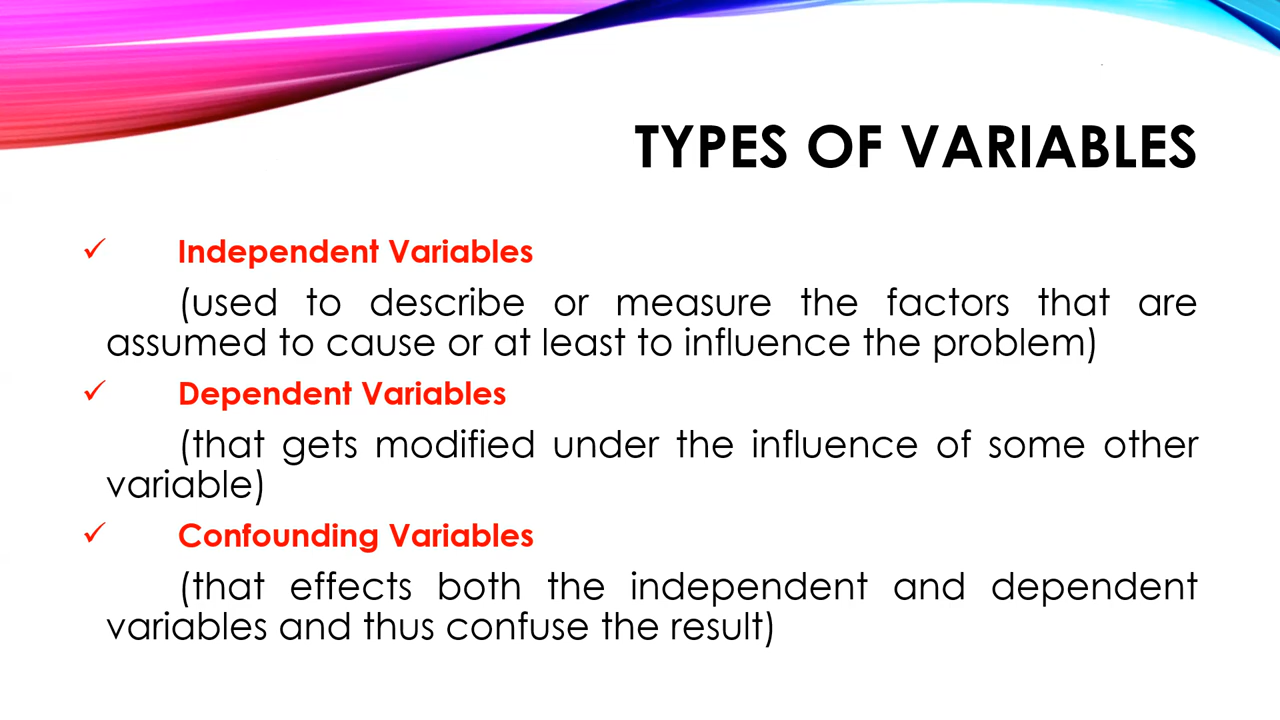 TYPES OF VARIABLES
✓ Independent Variables
(used to describe or measure the factors that are
assumed to cause or at least to influence the problem)
✓ Dependent Variables
(that gets modified under the influence of some other
variable)
✓ Confounding Variables
(that effects both the independent and dependent
variables and thus confuse the result)